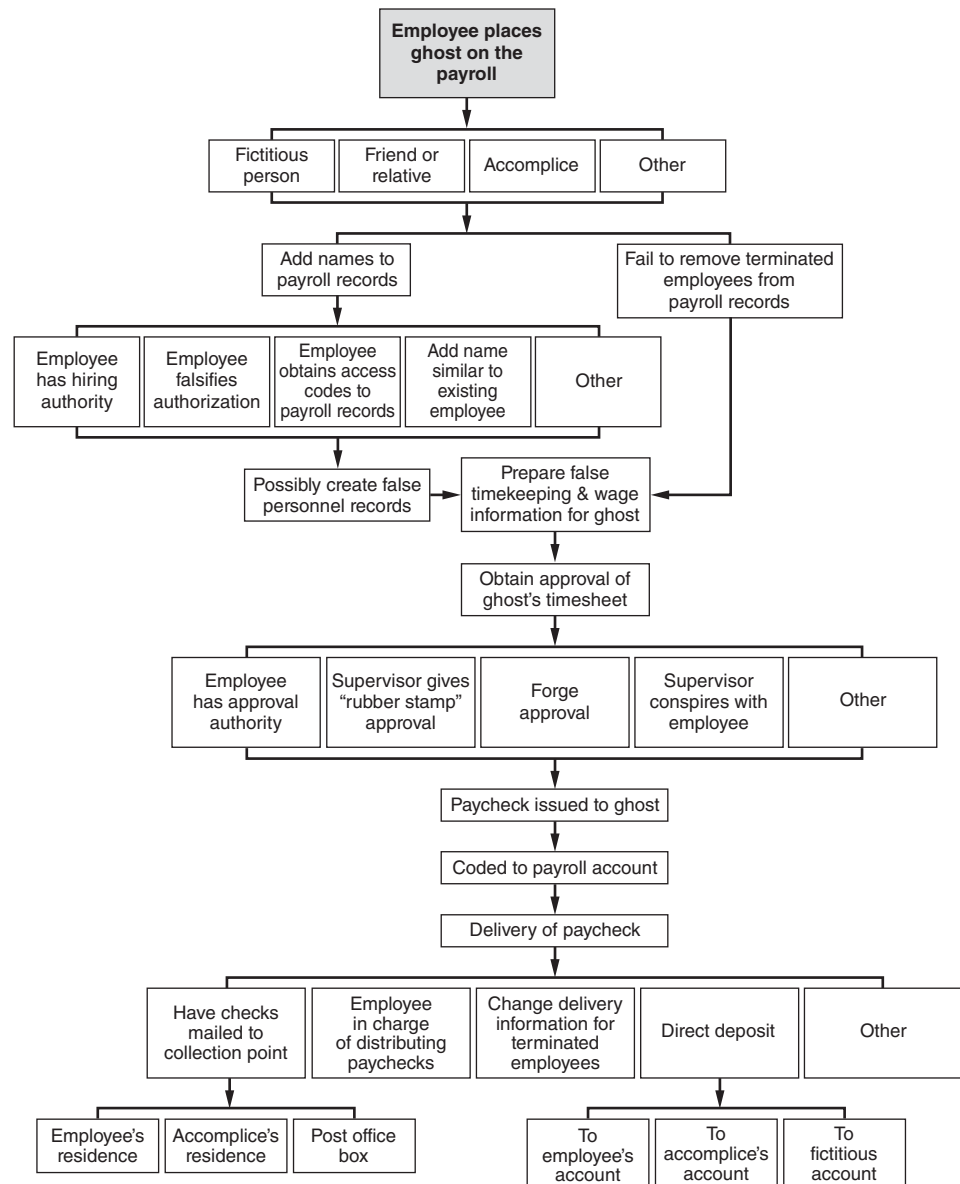 Employee places
ghost on the
payroll
Fictitious
person
Friend or
relative
Accomplice
Other
Add names to
payroll records
Fail to remove terminated
employees from
payroll records
Employee
has hiring
authority
Employee
falsifies
authorization
Employee
obtains access
codes to
payroll records
Add name
similar to
existing
employee
Other
Possibly create false
personnel records
Prepare false
timekeeping & wage
information for ghost
Obtain approval of
ghost’s timesheet
Employee
has approval
authority
Supervisor gives
“rubber stamp”
approval
Forge
approval
Supervisor
conspires with
employee
Other
Paycheck issued to ghost
Coded to payroll account
Delivery of paycheck
Have checks
mailed to
collection point
Employee
in charge
of distributing
paychecks
Change delivery
information for
terminated
employees
Direct deposit
Other
Employee’s
residence
Accomplice’s
residence
Post office
box
To
employee’s
account
To
accomplice’s
account
To
fictitious
account